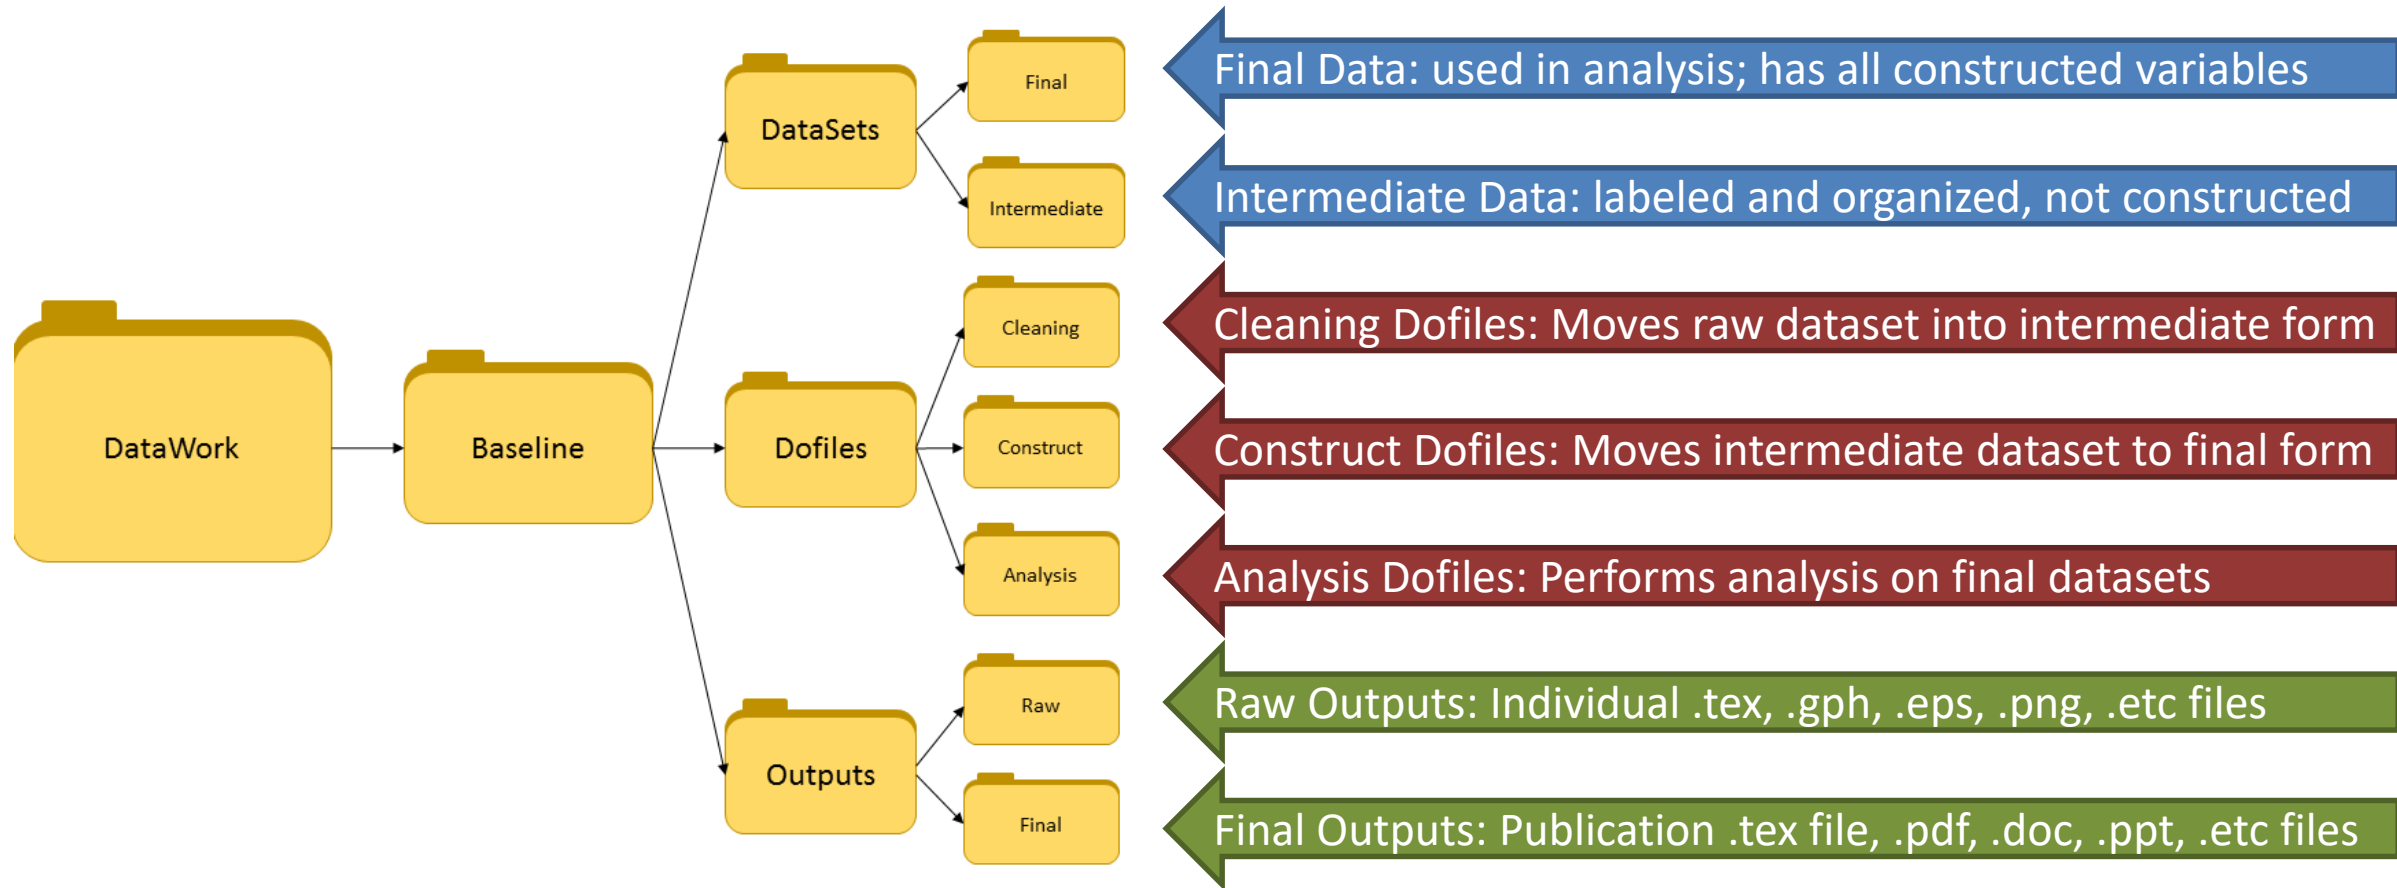 DataWork
Baseline
DataSets
Dofiles
Outputs
Final
Intermediate
Cleaning
Construct
Analysis
Raw
Final
Final Data: used in analysis; has all constructed variables
Intermediate Data: labeled and organized, not constructed
Cleaning Dofiles: Moves raw dataset into intermediate form
Construct Dofiles: Moves intermediate dataset to final form
Analysis Dofiles: Performs analysis on final datasets
Raw Outputs: Individual .tex, .gph, .eps, .png, .etc files
Final Outputs: Publication .tex file, .pdf, .doc, .ppt, .etc files